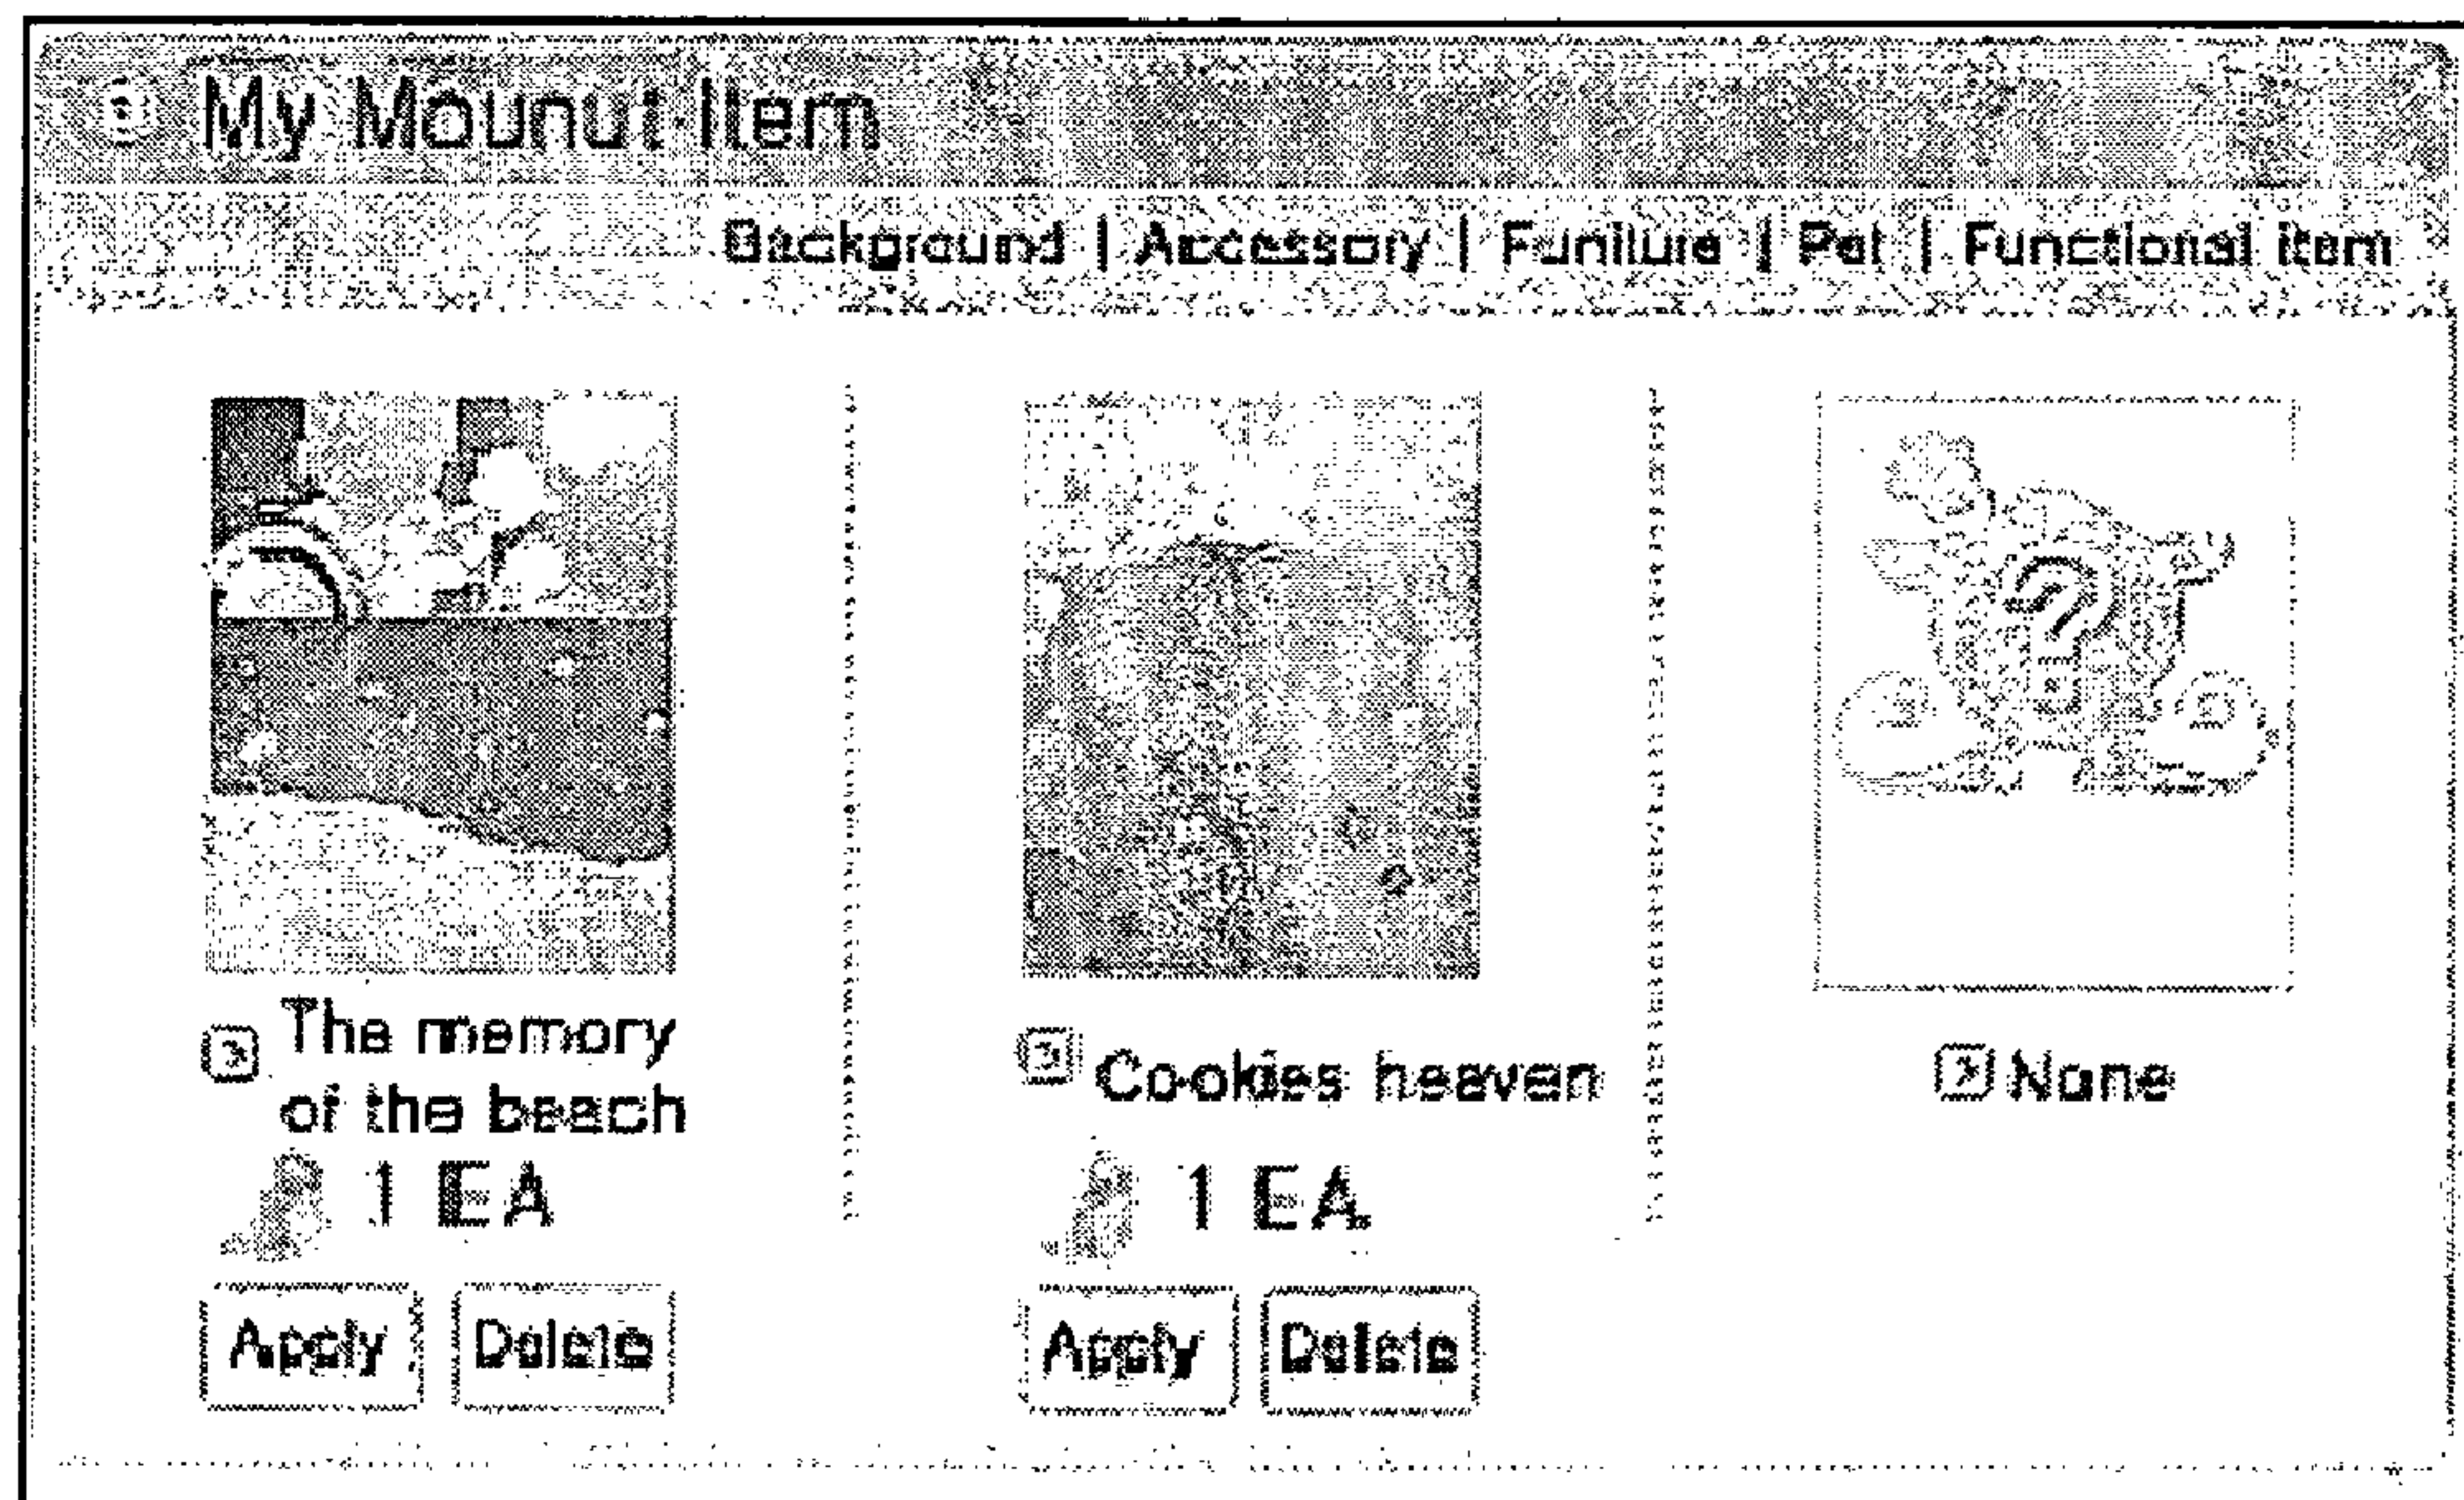 My Mounut Item
Background | Accessory | Funilure | Pet | Functional item
The memory
of the beach
Cookies heaven
None
1 EA
1 EA
Apply
Delete
Apply
Delete